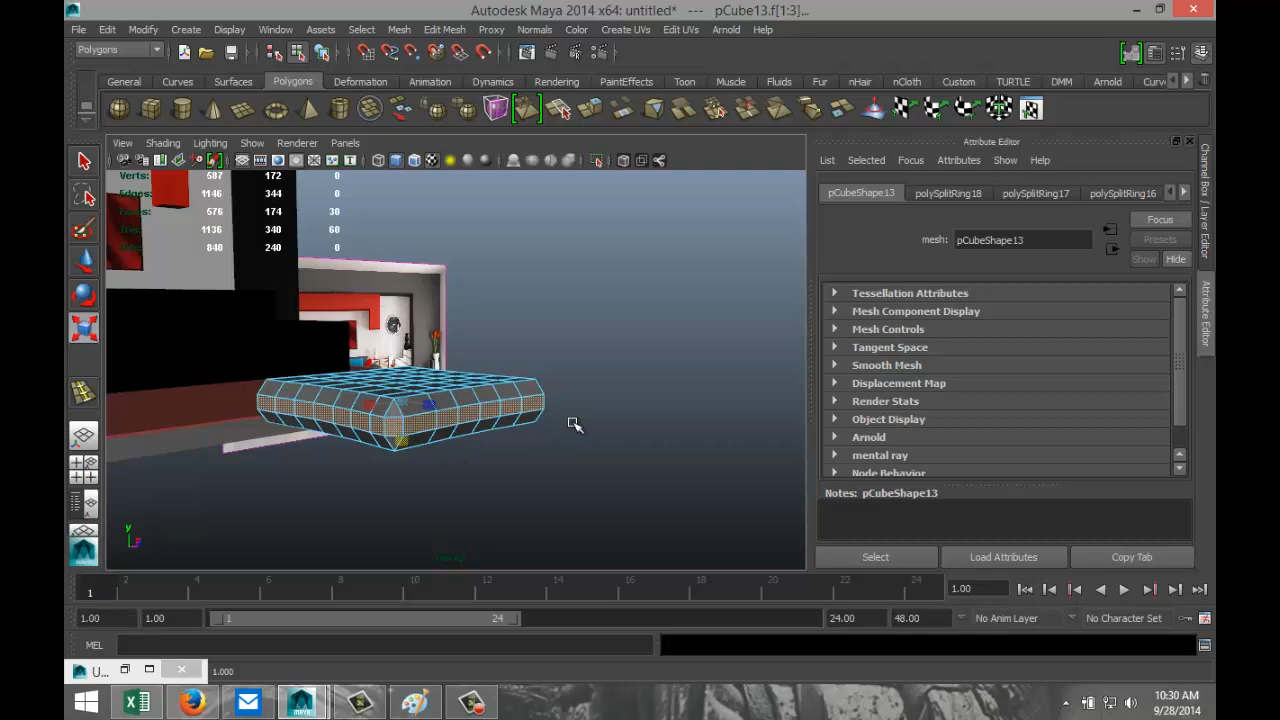 Autodesk Maya 2014 x64: untitled* --- pCube13.f[1:3]...
File Edit Modify Create Display Window Assets Select Mesh Edit Mesh Proxy Normals Color Create UVs Edit UVs Arnold Help
Polygons
General Curves Surfaces Polygons Deformation Animation Dynamics Rendering PaintEffects Toon Muscle Fluids Fur nHair nCloth Custom TURTLE DMM Arnold
View Shading Lighting Show Renderer Panels
Attribute Editor
List Selected Focus Attributes Show Help
pCubeShape13 polySplitRing18 polySplitRing17 polySplitRing16
Verts: 587 172 0
Edges: 1146 344 0
Faces: 576 174 30
1136 340 60
840 240 0
mesh: pCubeShape13
Focus
Presets
Show Hide
Tessellation Attributes
Mesh Component Display
Mesh Controls
Tangent Space
Smooth Mesh
Displacement Map
Render Stats
Object Display
Arnold
mental ray
Node Behavior
Notes: pCubeShape13
Select Load Attributes Copy Tab
Channel Box / Layer Editor
Attribute Editor
y
persp
2 4 6 8 10 12 14 16 18 20 22 24
1
1.00
1.00 1.00 1 24 24.00 48.00 No Anim Layer No Character Set
MEL
U... 1.000
MAYA
10:30 AM
9/28/2014